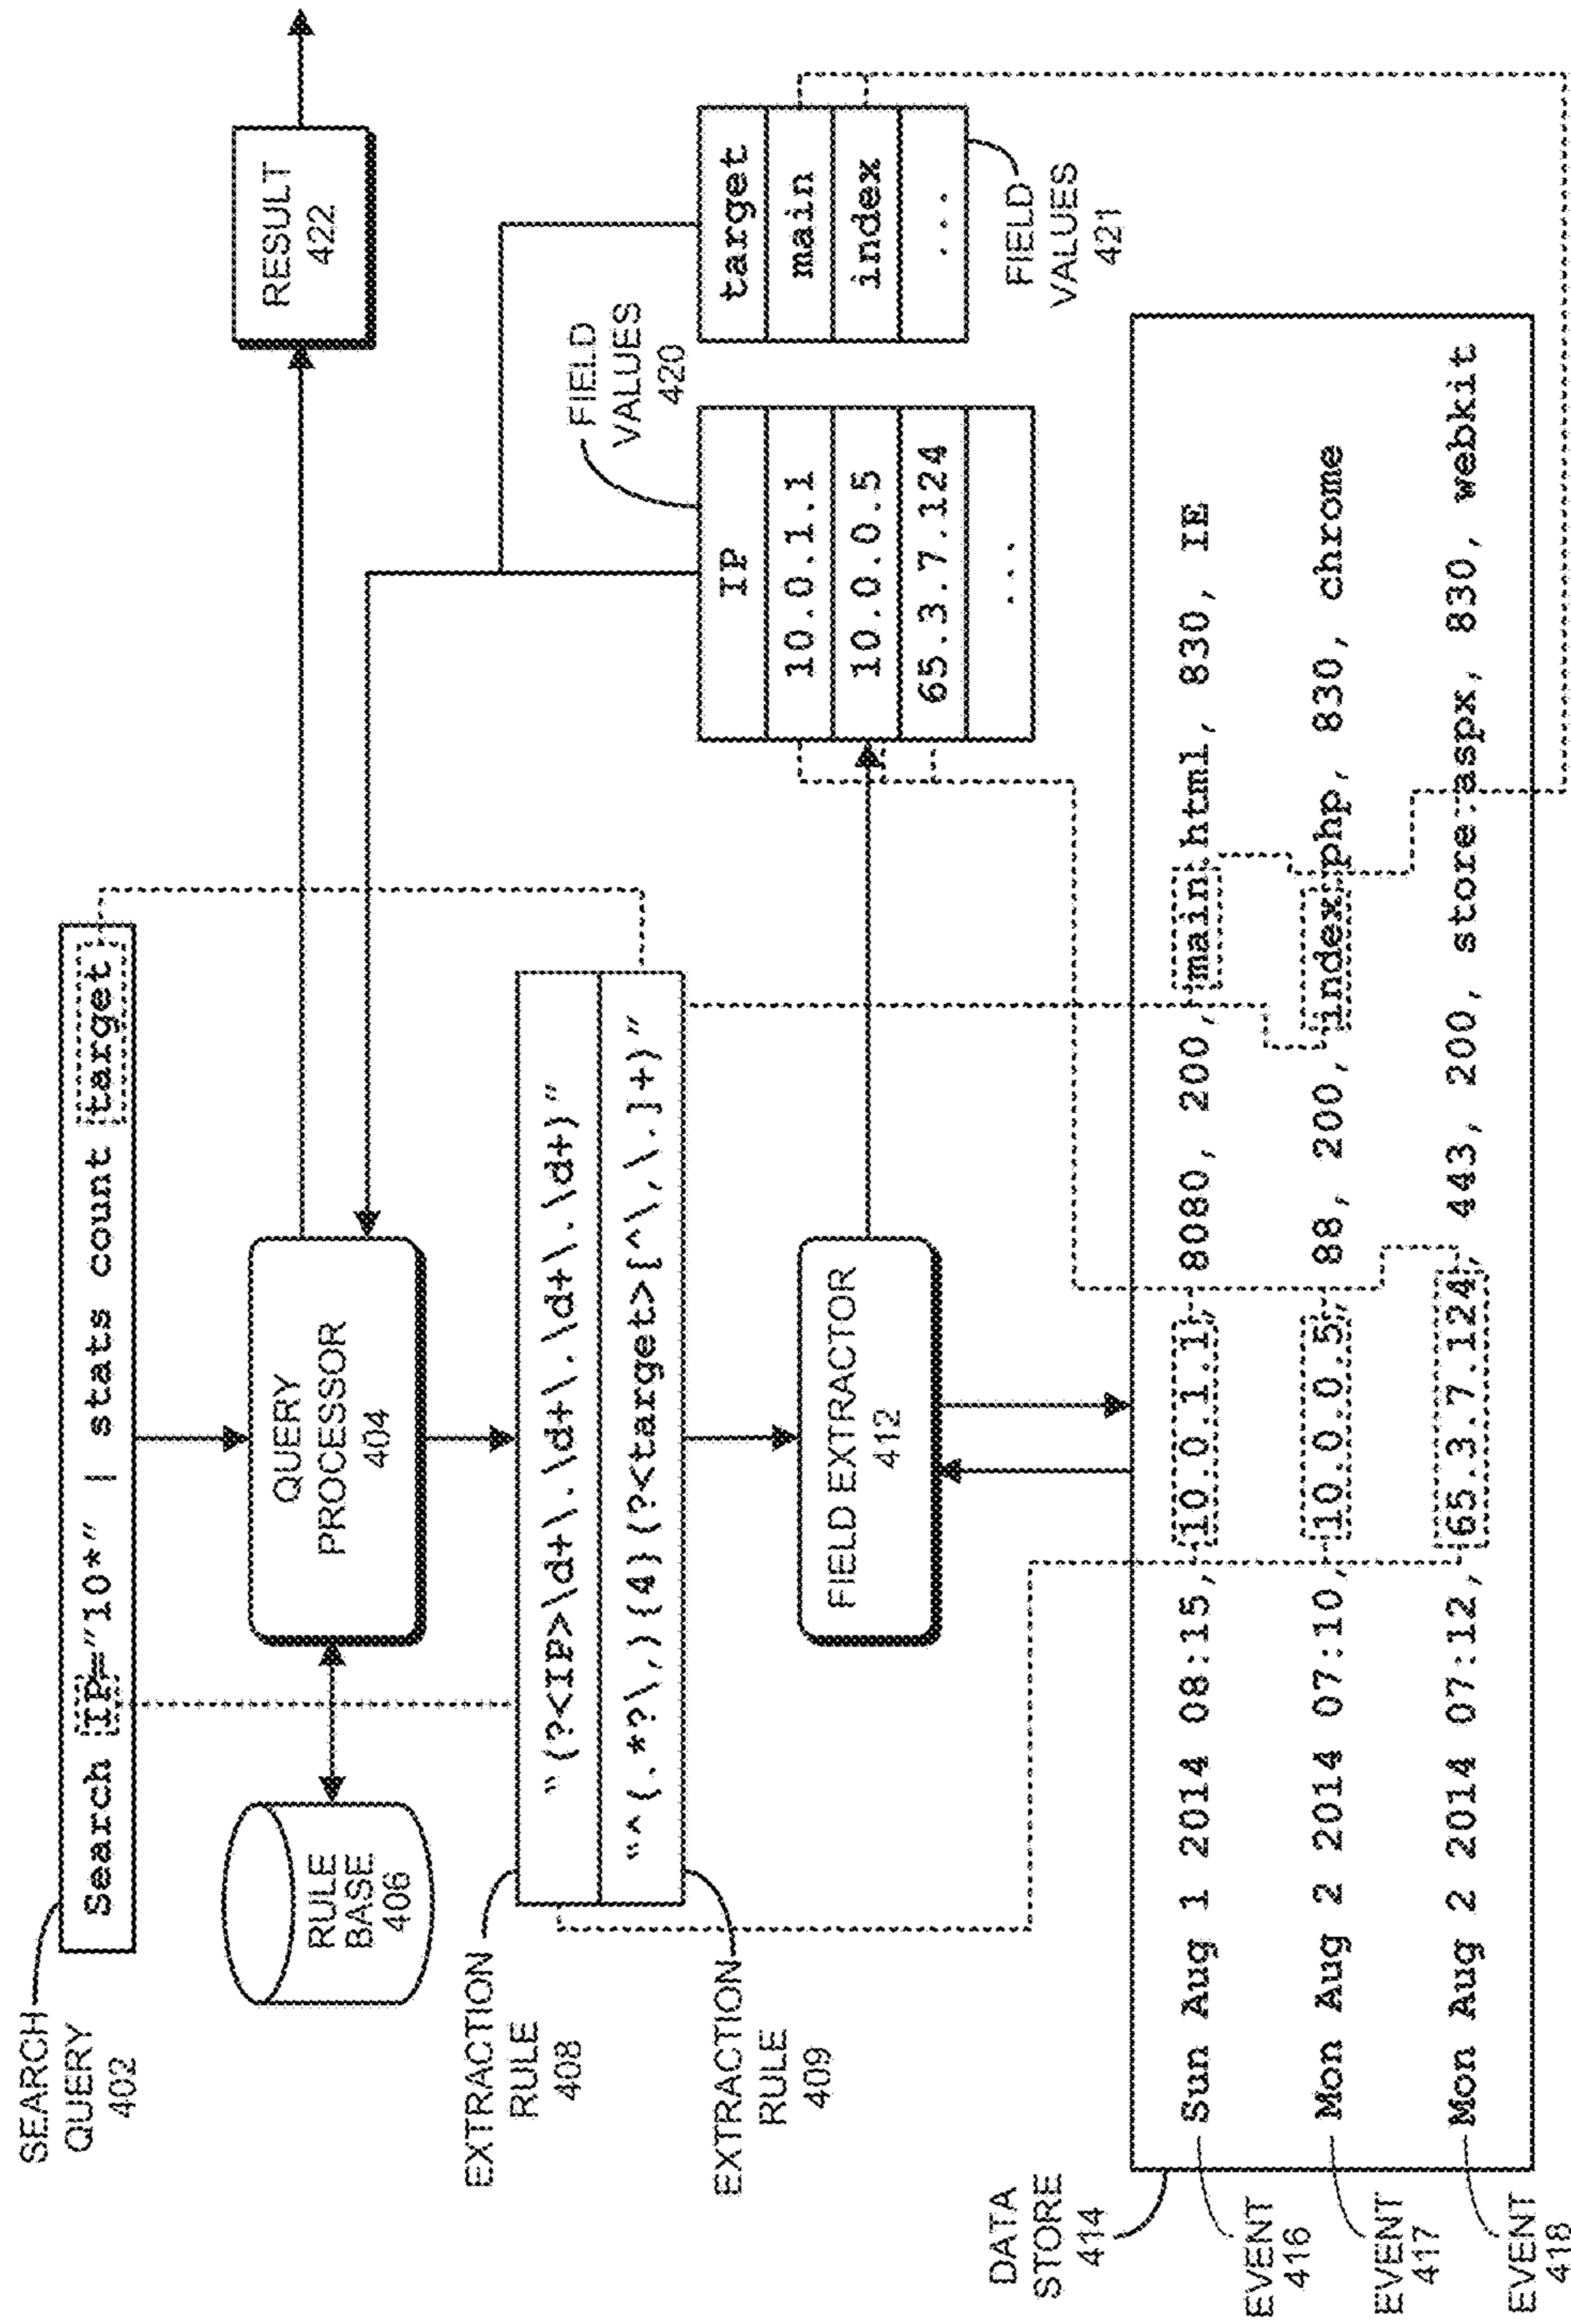 SEARCH
QUERY
402
Search IP="10*" | stats count target
RULE
BASE
406
QUERY
PROCESSOR
404
RESULT
422
EXTRACTION
RULE
408
"(?<IP>\d+\.\d+\.\d+\.\d+)"
"^(.*?\,){4}(?<target>[^\,\.]+)"
EXTRACTION
RULE
409
FIELD EXTRACTOR
412
FIELD
VALUES
420
IP
10.0.1.1
10.0.0.5
65.3.7.124
...
target
main
index
...
FIELD
VALUES
421
DATA
STORE
414
Sun Aug 1 2014 08:15, 10.0.1.1, 8080, 200, main.html, 830, IE
Mon Aug 2 2014 07:10, 10.0.0.5, 88, 200, index.php, 830, chrome
Mon Aug 2 2014 07:12, 65.3.7.124, 443, 200, store.aspx, 830, webkit
EVENT
416
EVENT
417
EVENT
418